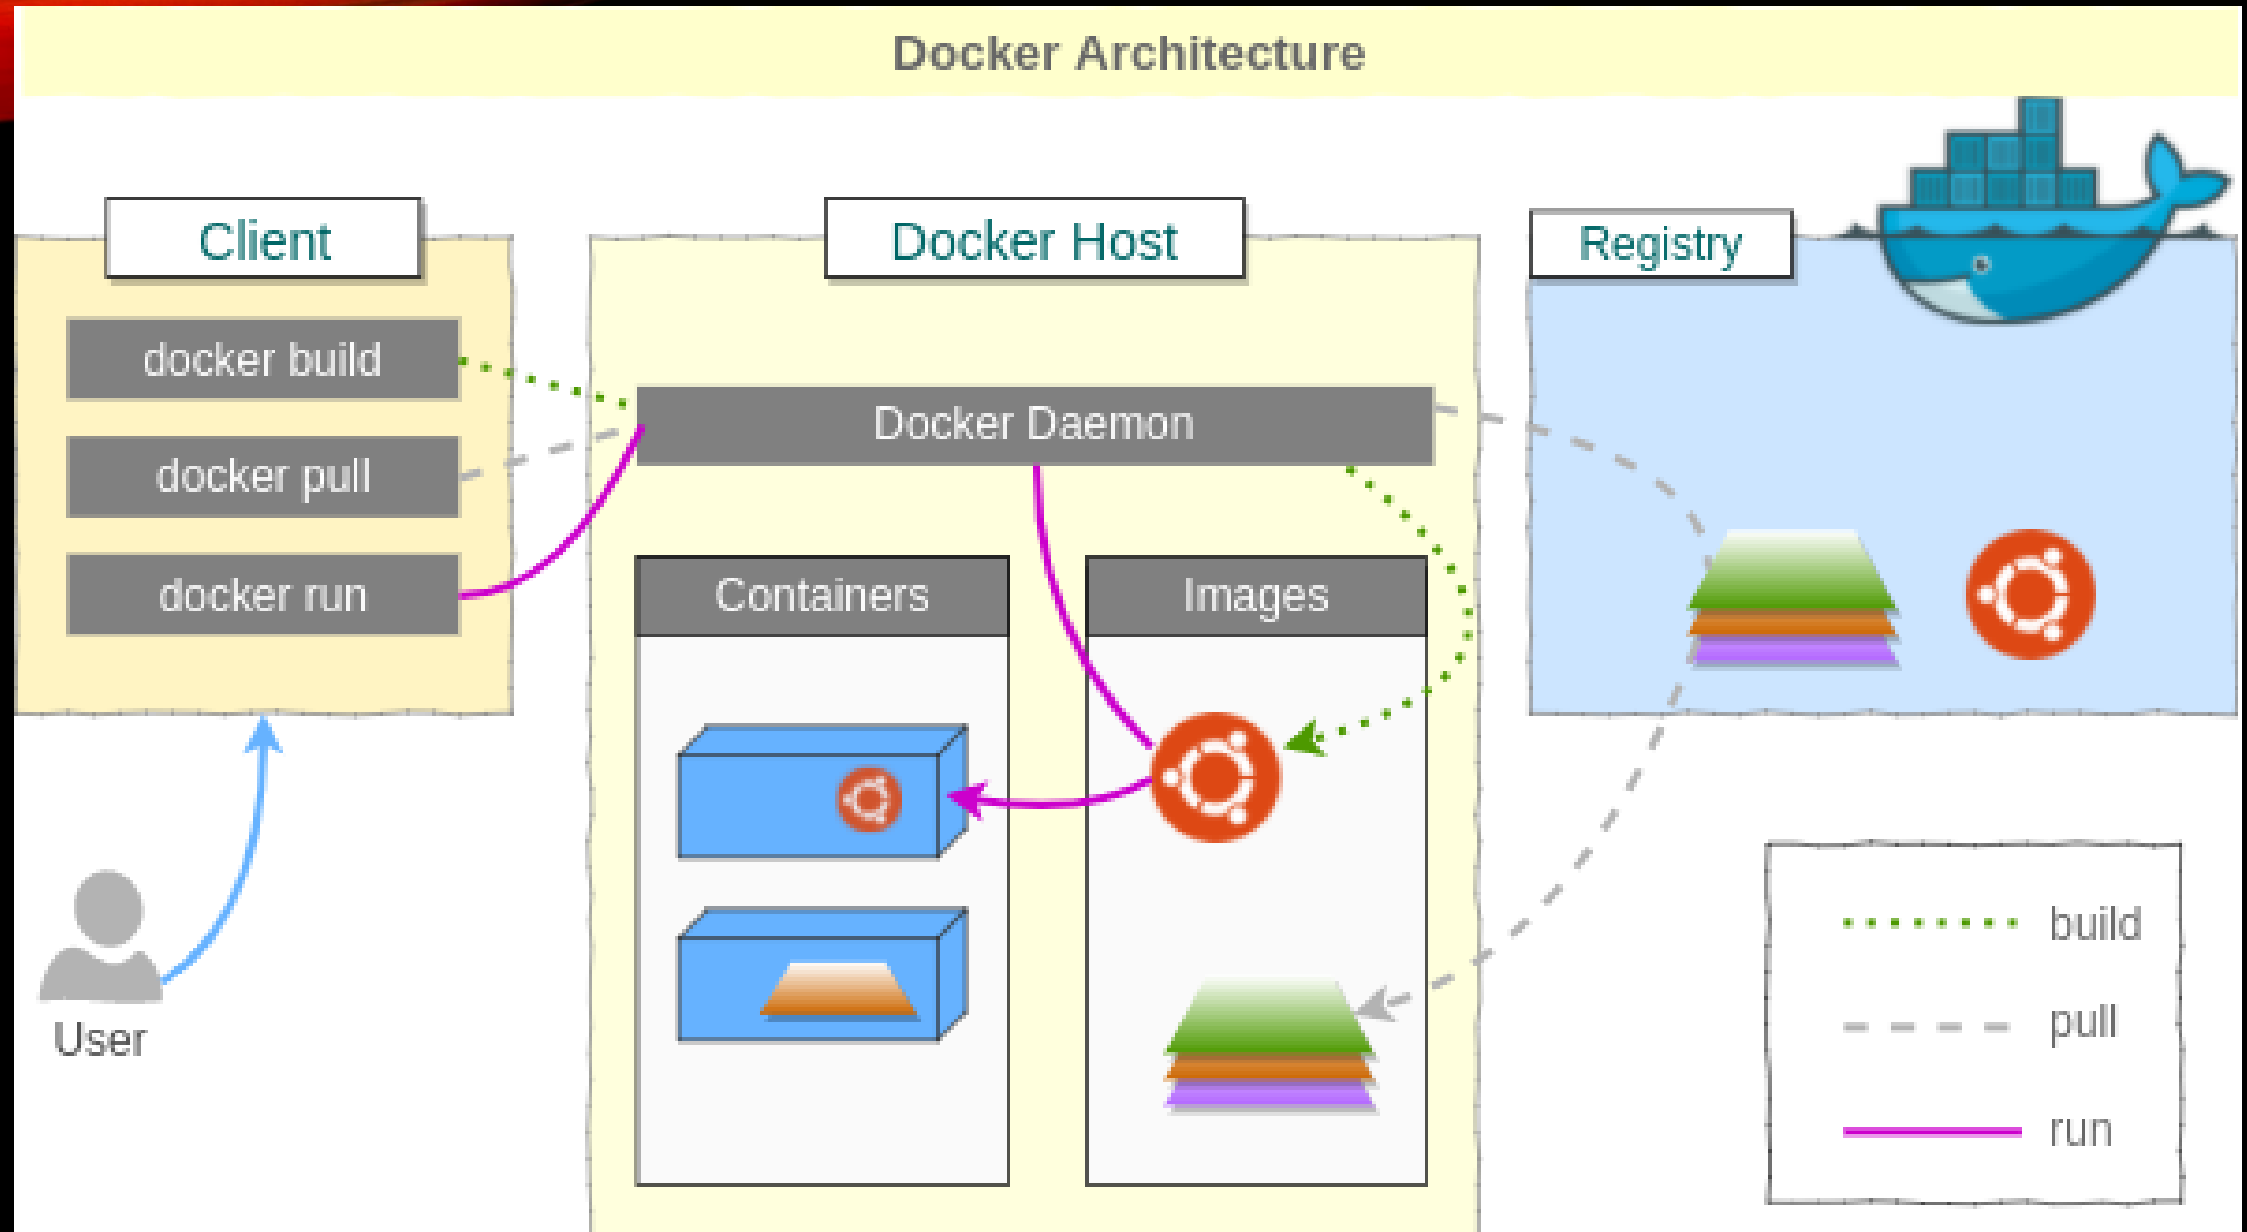 Docker Architecture
Client
docker build
docker pull
docker run
User
Docker Host
Docker Daemon
Containers
Images
Registry
build
pull
run